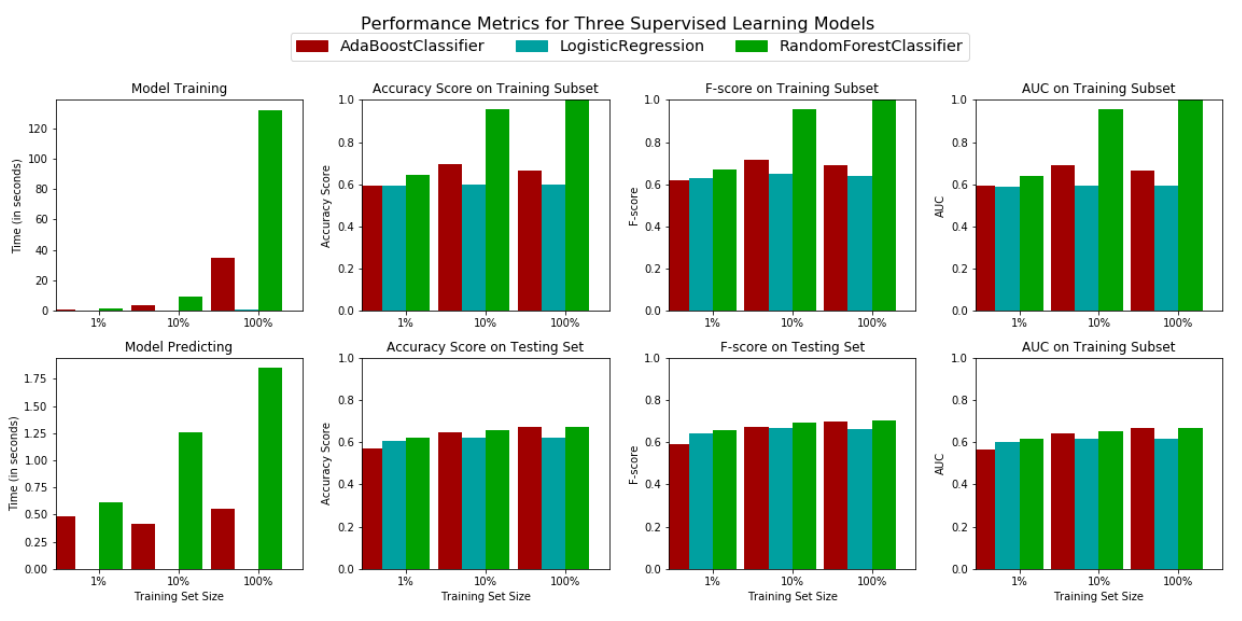 Performance Metrics for Three Supervised Learning Models
AdaBoostClassifier LogisticRegression RandomForestClassifier
Model Training
Time (in seconds)
120
100
80
60
40
20
0
1% 10% 100%
Accuracy Score on Training Subset
Accuracy Score
1.0
0.8
0.6
0.4
0.2
0.0
1% 10% 100%
F-score on Training Subset
F-score
1.0
0.8
0.6
0.4
0.2
0.0
1% 10% 100%
AUC on Training Subset
AUC
1.0
0.8
0.6
0.4
0.2
0.0
1% 10% 100%
Model Predicting
Time (in seconds)
1.75
1.50
1.25
1.00
0.75
0.50
0.25
0.00
1% 10% 100%
Training Set Size
Accuracy Score on Testing Set
Accuracy Score
1.0
0.8
0.6
0.4
0.2
0.0
1% 10% 100%
Training Set Size
F-score on Testing Set
F-score
1.0
0.8
0.6
0.4
0.2
0.0
1% 10% 100%
Training Set Size
AUC on Training Subset
AUC
1.0
0.8
0.6
0.4
0.2
0.0
1% 10% 100%
Training Set Size